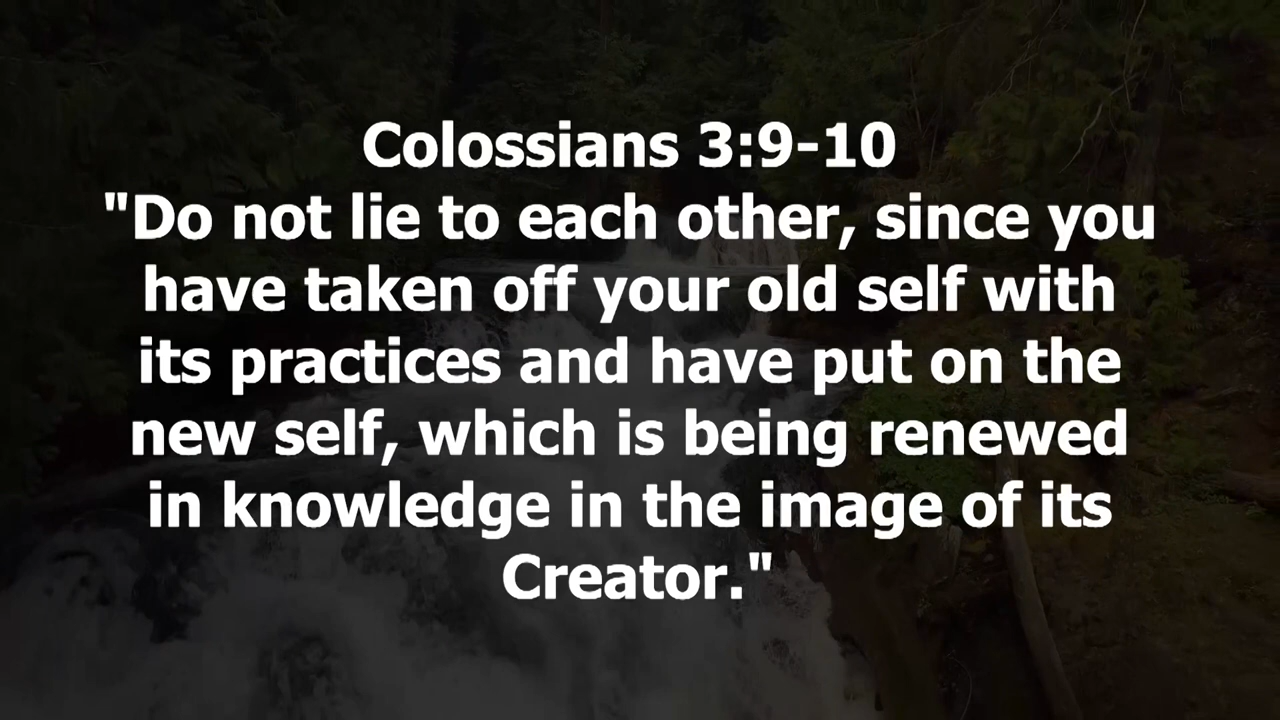 Colossians 3:9-10
"Do not lie to each other, since you
have taken off your old self with
its practices and have put on the
new self, which is being renewed
in knowledge in the image of its
Creator."